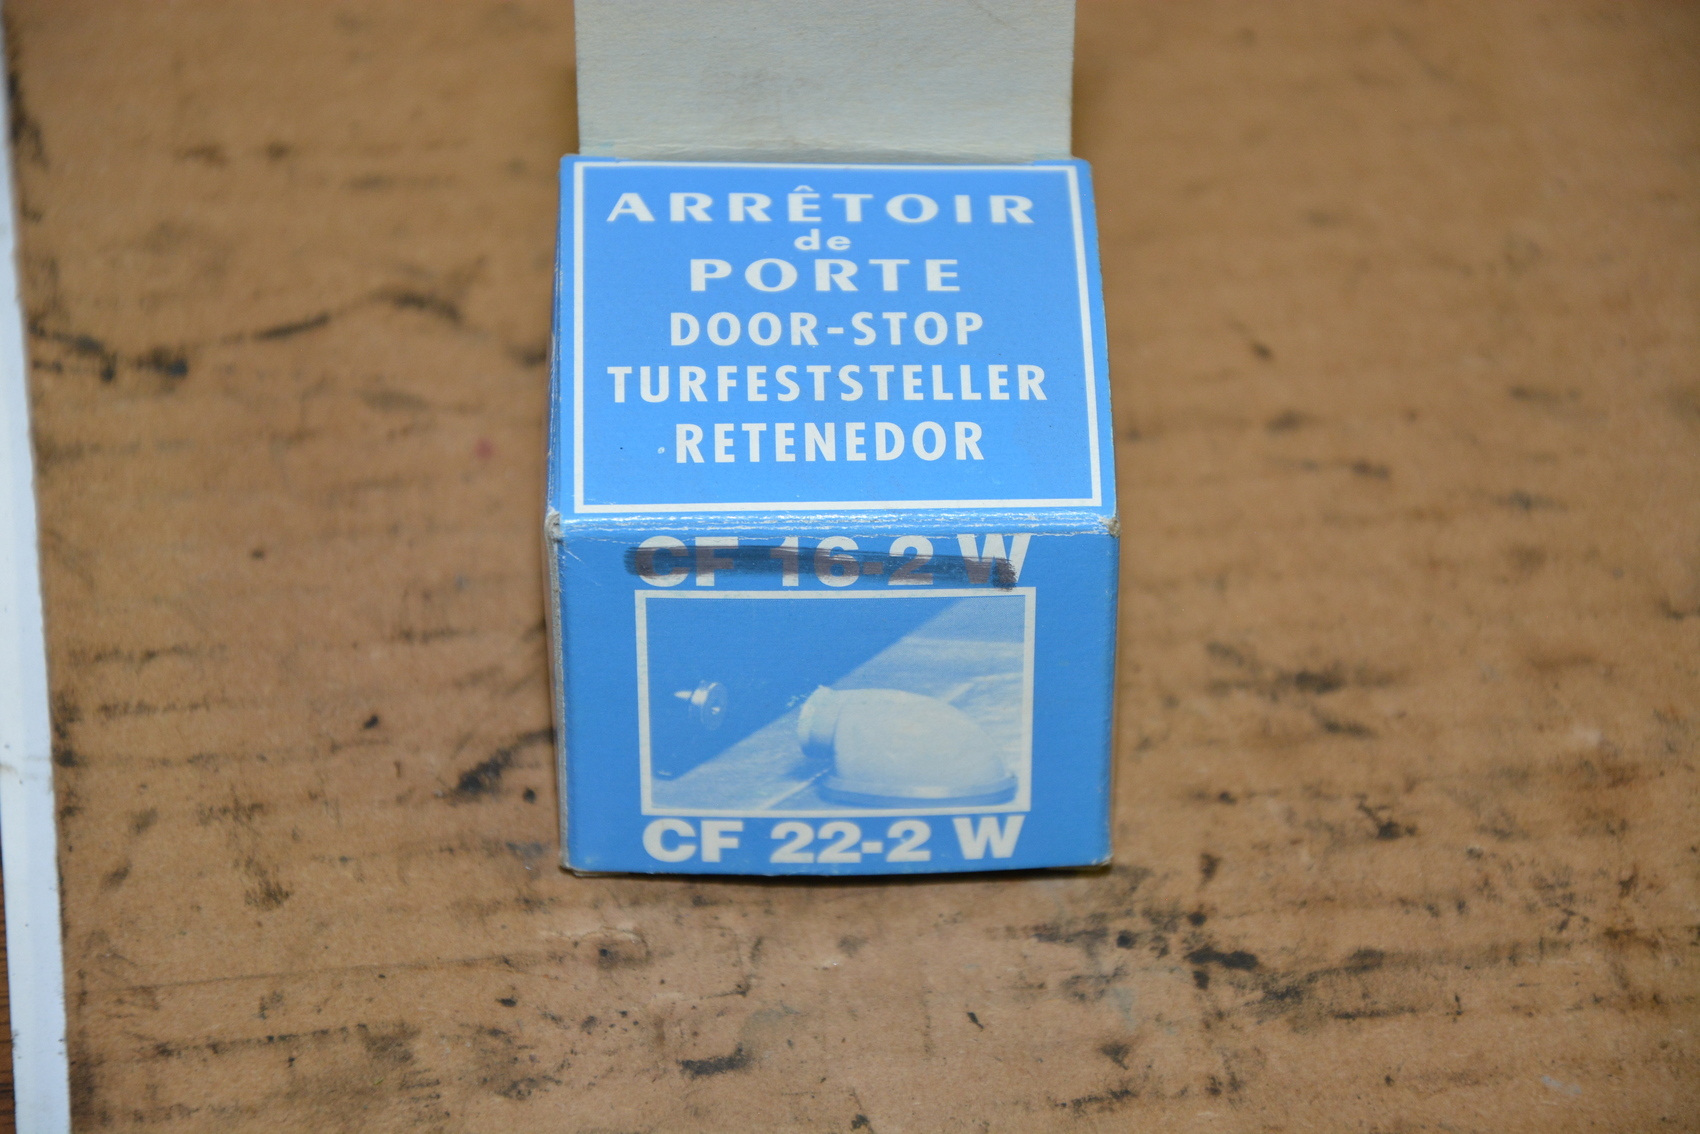 ARRÊTOIR
de
PORTE
DOOR-STOP
TURFESTSTELLER
RETENEDOR
CF 16-2 W
CF 22-2 W